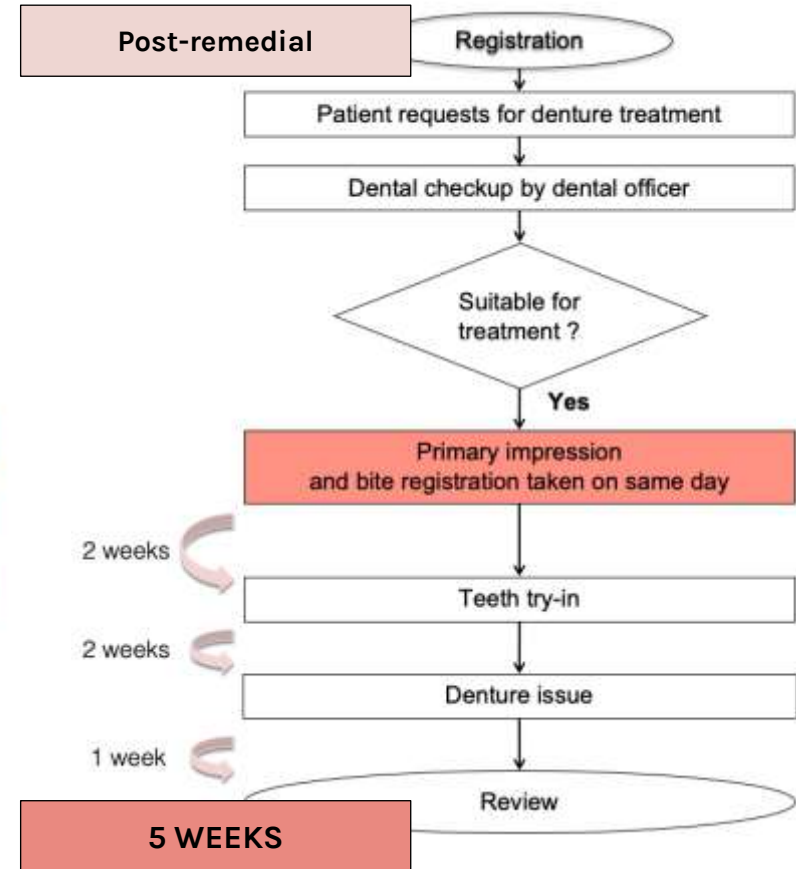 Post-remedial
Registration
Patient requests for denture treatment
Dental checkup by dental officer
Suitable for
treatment ?
Yes
Primary impression
and bite registration taken on same day
2 weeks
Teeth try-in
2 weeks
Denture issue
1 week
Review
5 WEEKS